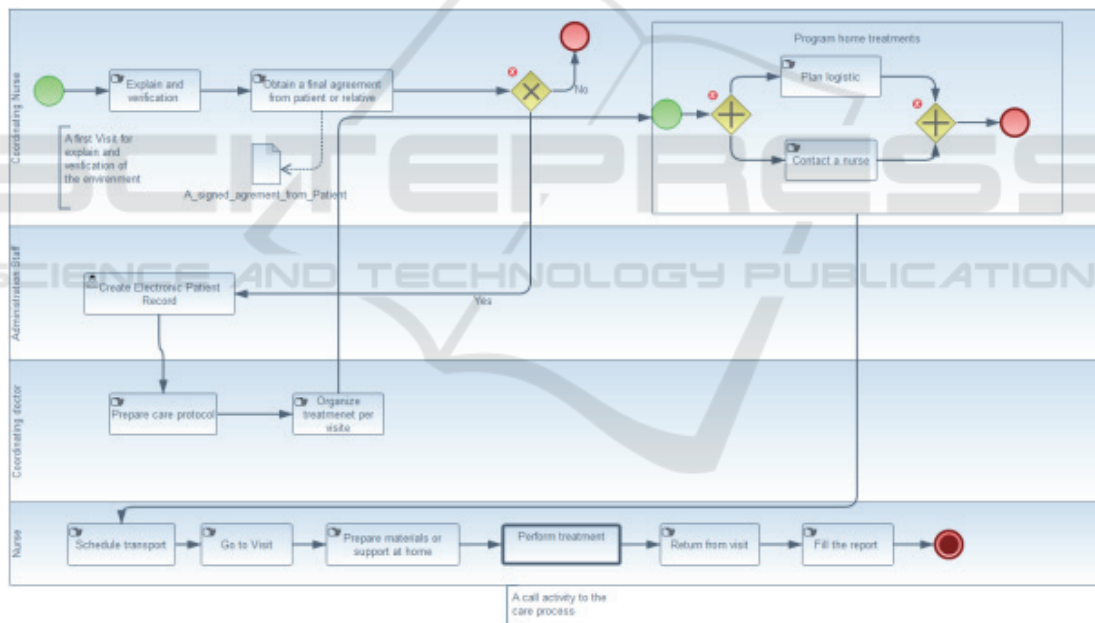 Coordinating Nurse
Explain and
verification
Obtain a final agreement
from patient or relative
No
Program home treatments
Plan logistic
Contact a nurse
A first Visit for
explain and
verification of
the environment
A_signed_agrement_from_Patient
SCITEPRESS
SCIENCE AND TECHNOLOGY PUBLICATION
Administration Staff
Create Electronic Patient
Record
Yes
Coordinating doctor
Prepare care protocol
Organize
treatmenet per
visite
Nurse
Schedule transport
Go to Visit
Prepare materials or
support at home
Perform treatment
Return from visit
Fill the report
A call activity to the
care process